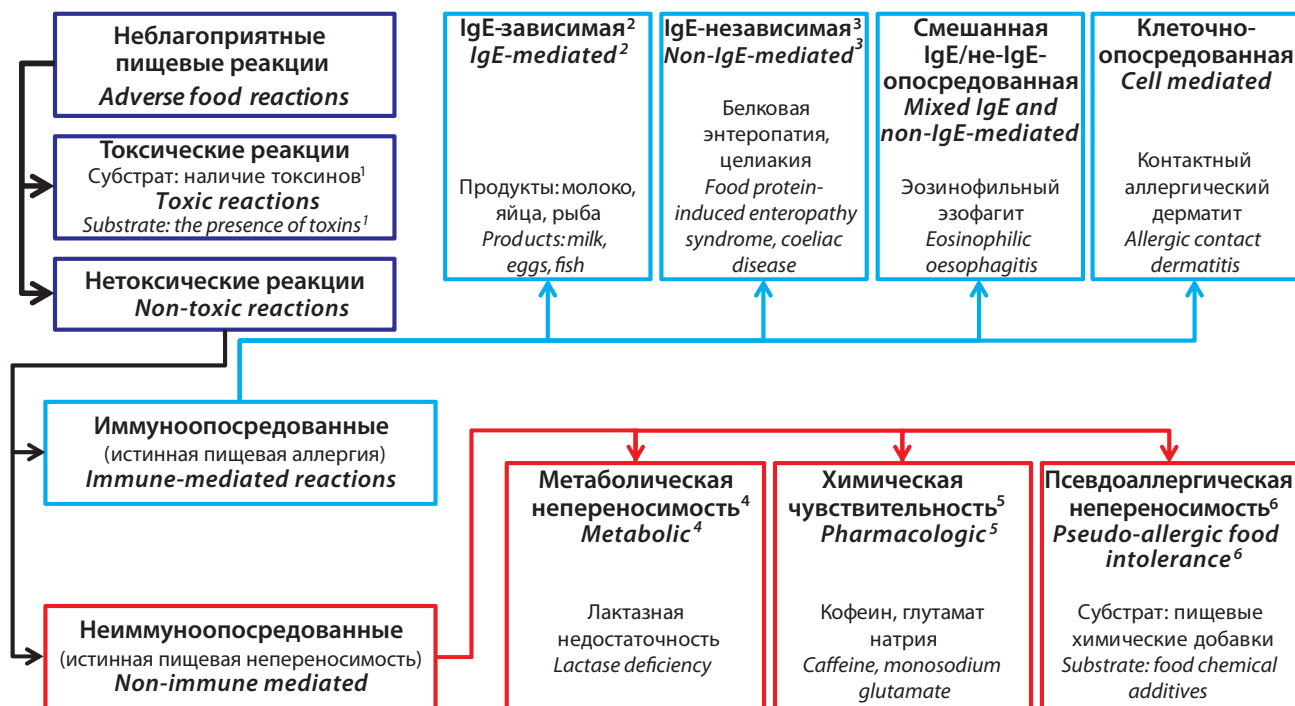 Неблагоприятные
пищевые реакции
Adverse food reactions
Токсические реакции
Субстрат: наличие токсинов¹
Toxic reactions
Substrate: the presence of toxins¹
Нетоксические реакции
Non-toxic reactions
IgE-зависимая²
IgE-mediated²
Продукты: молоко,
яйца, рыба
Products: milk,
eggs, fish
IgE-независимая³
Non-IgE-mediated³
Белковая
энтеропатия,
целиакия
Food protein-
induced enteropathy
syndrome, coeliac
disease
Смешанная
IgE/не-IgE-
опосредованная
Mixed IgE and
non-IgE-mediated
Эозинофильный
эзофагит
Eosinophilic
oesophagitis
Клеточно-
опосредованная
Cell mediated
Контактный
аллергический
дерматит
Allergic contact
dermatitis
Иммуноопосредованные
(истинная пищевая аллергия)
Immune-mediated reactions
Неиммуноопосредованные
(истинная пищевая непереносимость)
Non-immune mediated
Метаболическая
непереносимость⁴
Metabolic⁴
Лактазная
недостаточность
Lactase deficiency
Химическая
чувствительность⁵
Pharmacologic⁵
Кофеин, глутамат
натрия
Caffeine, monosodium
glutamate
Псевдоаллергическая
непереносимость⁶
Pseudo-allergic food
intolerance⁶
Субстрат: пищевые
химические добавки
Substrate: food chemical
additives